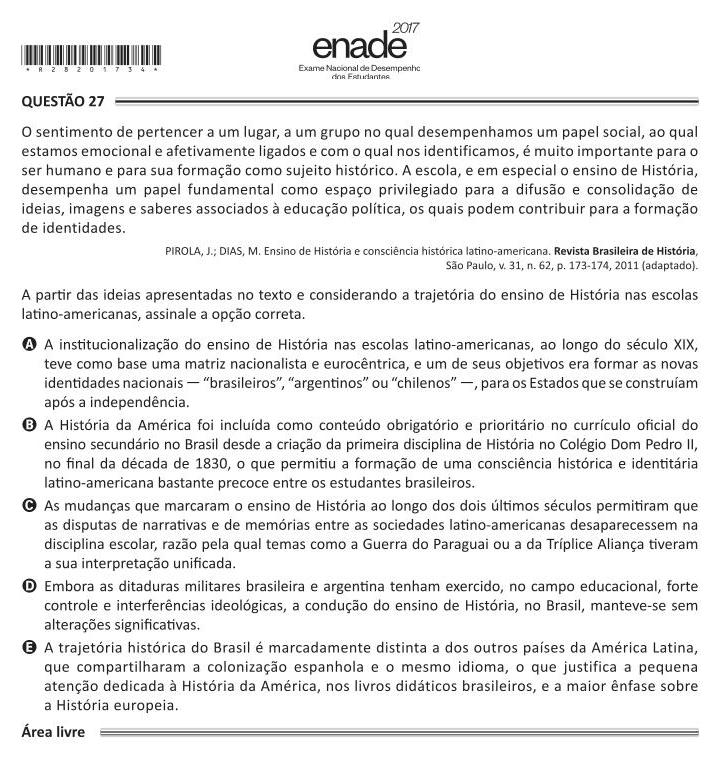 2017
enade
Exame Nacional de Desempenho
dos Estudantes
*R28201734*
QUESTÃO 27
O sentimento de pertencer a um lugar, a um grupo no qual desempenhamos um papel social, ao qual
estamos emocional e afetivamente ligados e com o qual nos identificamos, é muito importante para o
ser humano e para sua formação como sujeito histórico. A escola, e em especial o ensino de História,
desempenha um papel fundamental como espaço privilegiado para a difusão e consolidação de
ideias, imagens e saberes associados à educação política, os quais podem contribuir para a formação
de identidades.
PIROLA, J.; DIAS, M. Ensino de História e consciência histórica latino-americana. Revista Brasileira de História,
São Paulo, v. 31, n. 62, p. 173-174, 2011 (adaptado).
A partir das ideias apresentadas no texto e considerando a trajetória do ensino de História nas escolas
latino-americanas, assinale a opção correta.
A A institucionalização do ensino de História nas escolas latino-americanas, ao longo do século XIX,
teve como base uma matriz nacionalista e eurocêntrica, e um de seus objetivos era formar as novas
identidades nacionais — “brasileiros”, “argentinos” ou “chilenos” —, para os Estados que se construíam
após a independência.
B A História da América foi incluída como conteúdo obrigatório e prioritário no currículo oficial do
ensino secundário no Brasil desde a criação da primeira disciplina de História no Colégio Dom Pedro II,
no final da década de 1830, o que permitiu a formação de uma consciência histórica e identitária
latino-americana bastante precoce entre os estudantes brasileiros.
C As mudanças que marcaram o ensino de História ao longo dos dois últimos séculos permitiram que
as disputas de narrativas e de memórias entre as sociedades latino-americanas desaparecessem na
disciplina escolar, razão pela qual temas como a Guerra do Paraguai ou a da Tríplice Aliança tiveram
a sua interpretação unificada.
D Embora as ditaduras militares brasileira e argentina tenham exercido, no campo educacional, forte
controle e interferências ideológicas, a condução do ensino de História, no Brasil, manteve-se sem
alterações significativas.
E A trajetória histórica do Brasil é marcadamente distinta a dos outros países da América Latina,
que compartilharam a colonização espanhola e o mesmo idioma, o que justifica a pequena
atenção dedicada à História da América, nos livros didáticos brasileiros, e a maior ênfase sobre
a História europeia.
Área livre